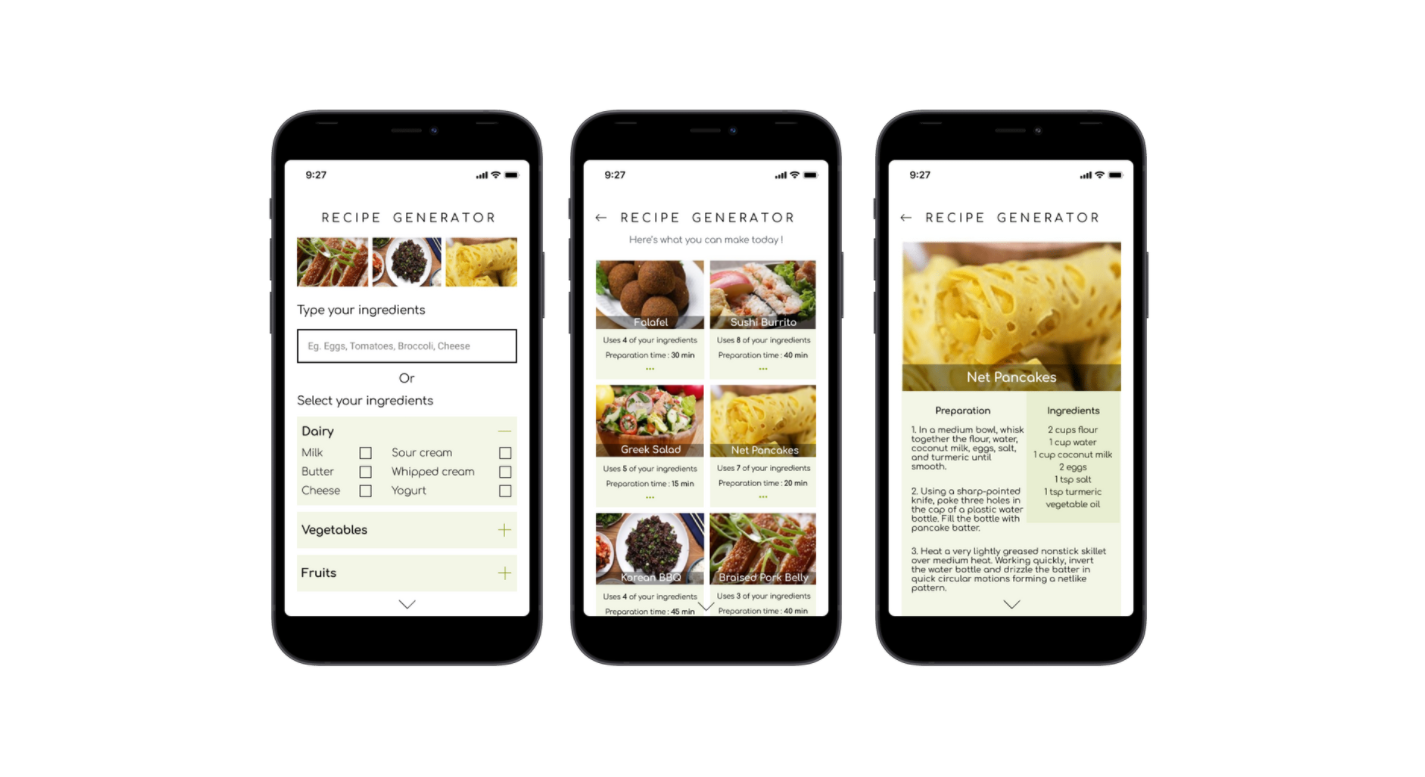 9:27
RECIPE GENERATOR
Type your ingredients
Eg. Eggs, Tomatoes, Broccoli, Cheese
Or
Select your ingredients
Dairy
Milk
Sour cream
Butter
Whipped cream
Cheese
Yogurt
Vegetables
Fruits
9:27
RECIPE GENERATOR
Here's what you can make today !
Falafel
Uses 4 of your ingredients
Preparation time : 30 min
Sushi Burrito
Uses 8 of your ingredients
Preparation time : 40 min
Greek Salad
Uses 5 of your ingredients
Preparation time : 15 min
Net Pancakes
Uses 7 of your ingredients
Preparation time : 20 min
Korean BBQ
Uses 4 of your ingredients
Preparation time : 45 min
Braised Pork Belly
Uses 3 of your ingredients
Preparation time : 40 min
9:27
RECIPE GENERATOR
Net Pancakes
Preparation
1. In a medium bowl, whisk
together the flour, water,
coconut milk, eggs, salt,
and turmeric until
smooth.
2. Using a sharp-pointed
knife, poke three holes in
the cap of a plastic water
bottle. Fill the bottle with
pancake batter.
3. Heat a very lightly greased nonstick skillet
over medium heat. Working quickly, invert
the water bottle and drizzle the batter in
quick circular motions forming a netlike
pattern.
Ingredients
2 cups flour
1 cup water
1 cup coconut milk
2 eggs
1 tsp salt
1 tsp turmeric
vegetable oil